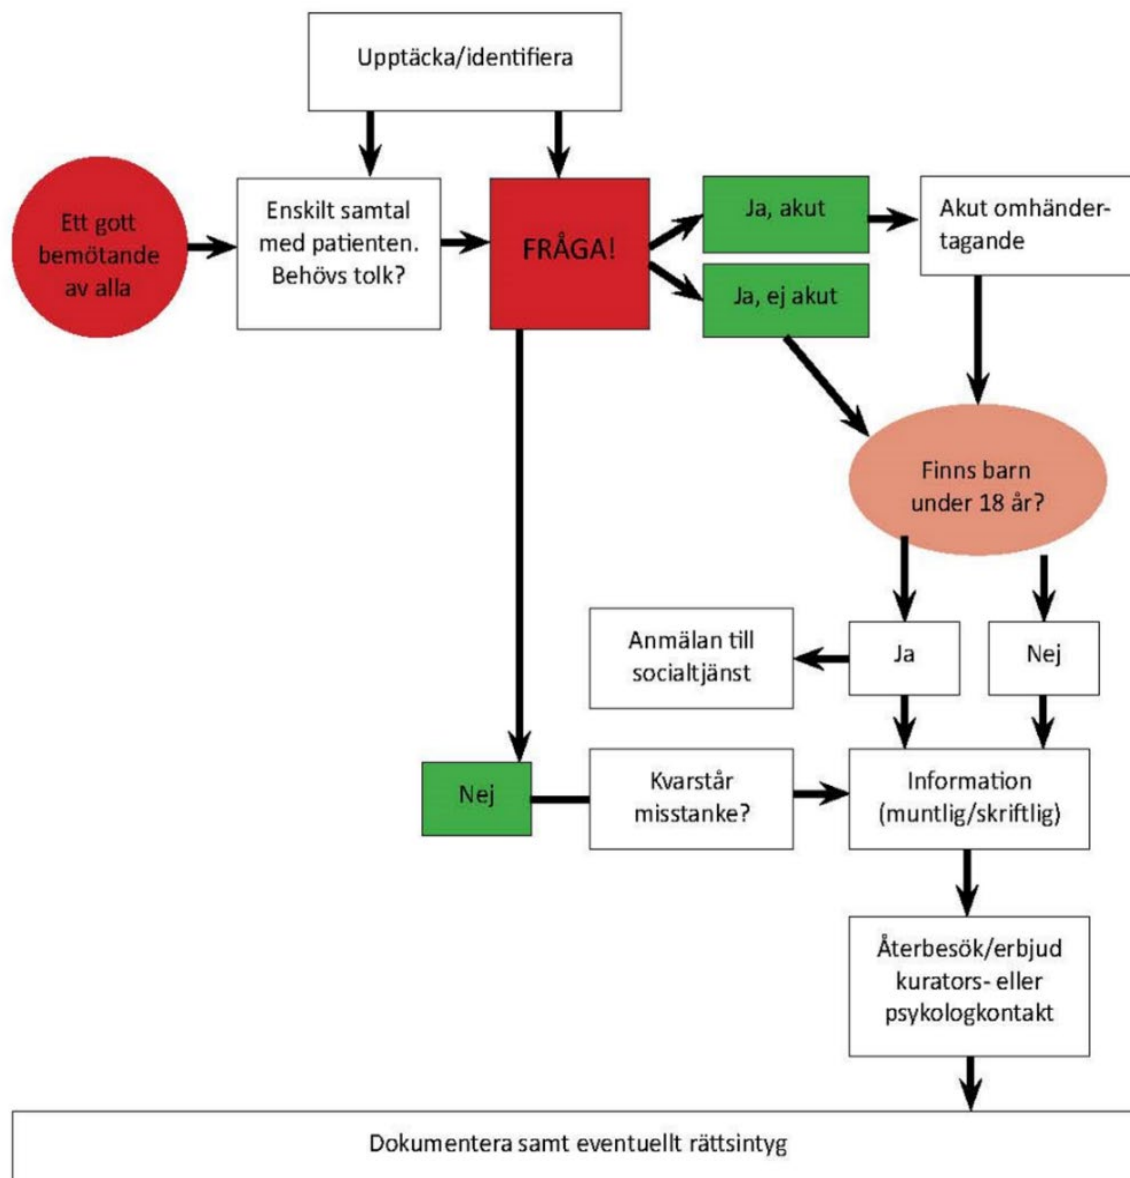 Upptäcka/identifiera
Ett gott
bemötande
av alla
Enskilt samtal
med patienten.
Behövs tolk?
FRÅGA!
Ja, akut
Ja, ej akut
Akut omhänder-
tagande
Finns barn
under 18 år?
Anmälan till
socialtjänst
Ja
Nej
Nej
Kvarstår
misstanke?
Information
(muntlig/skriftlig)
Återbesök/erbjud
kurators- eller
psykologkontakt
Dokumentera samt eventuellt rättsintyg